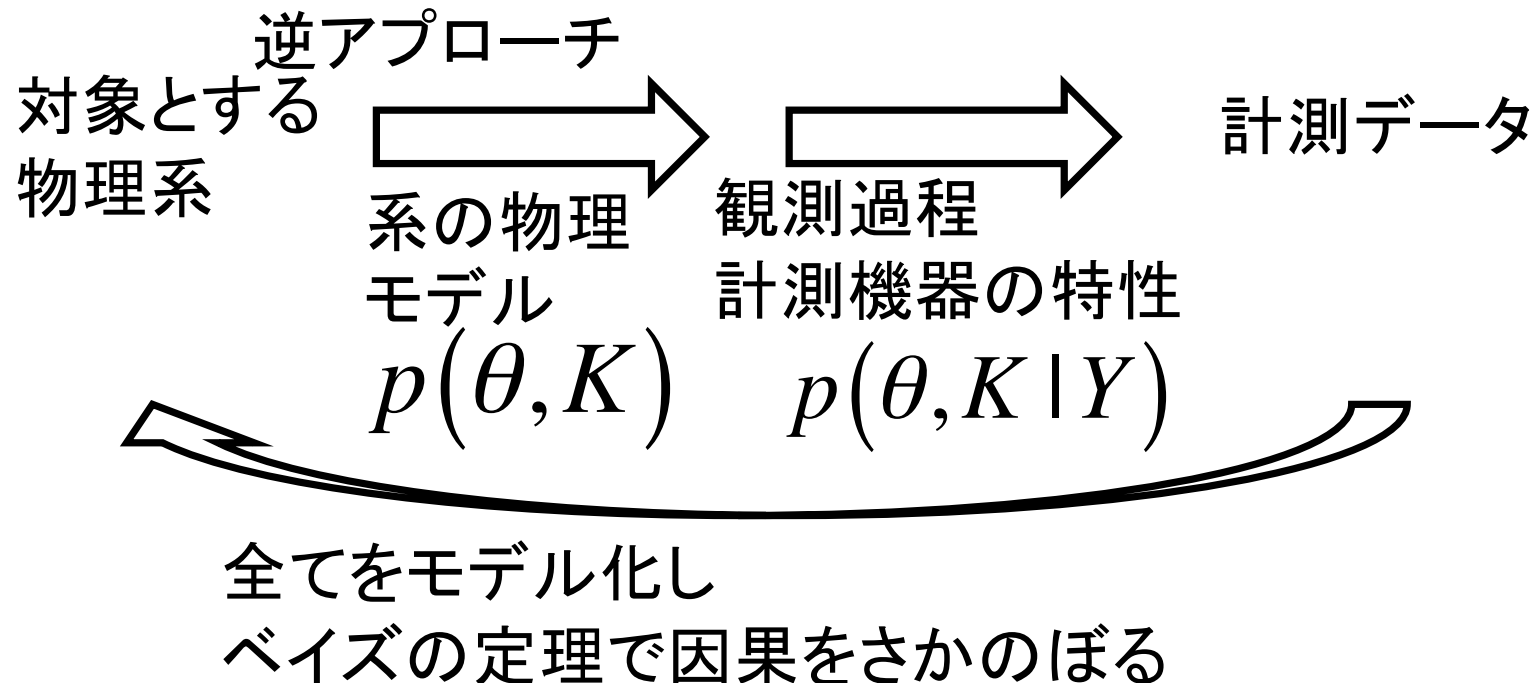 逆アプローチ
対象とする
物理系
計測データ
系の物理
モデル
観測過程
計測機器の特性
p(θ,K)
p(θ,K|Y)
全てをモデル化し
ベイズの定理で因果をさかのぼる